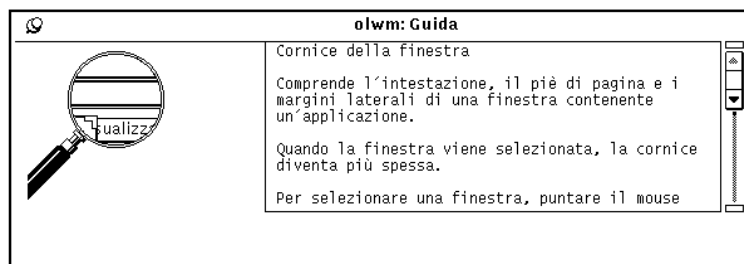 olwm: Guida
Cornice della finestra
Comprende l´intestazione, il piè di pagina e i
margini laterali di una finestra contenente
un´applicazione.
Quando la finestra viene selezionata, la cornice
diventa più spessa.
Per selezionare una finestra, puntare il mouse
sualizz